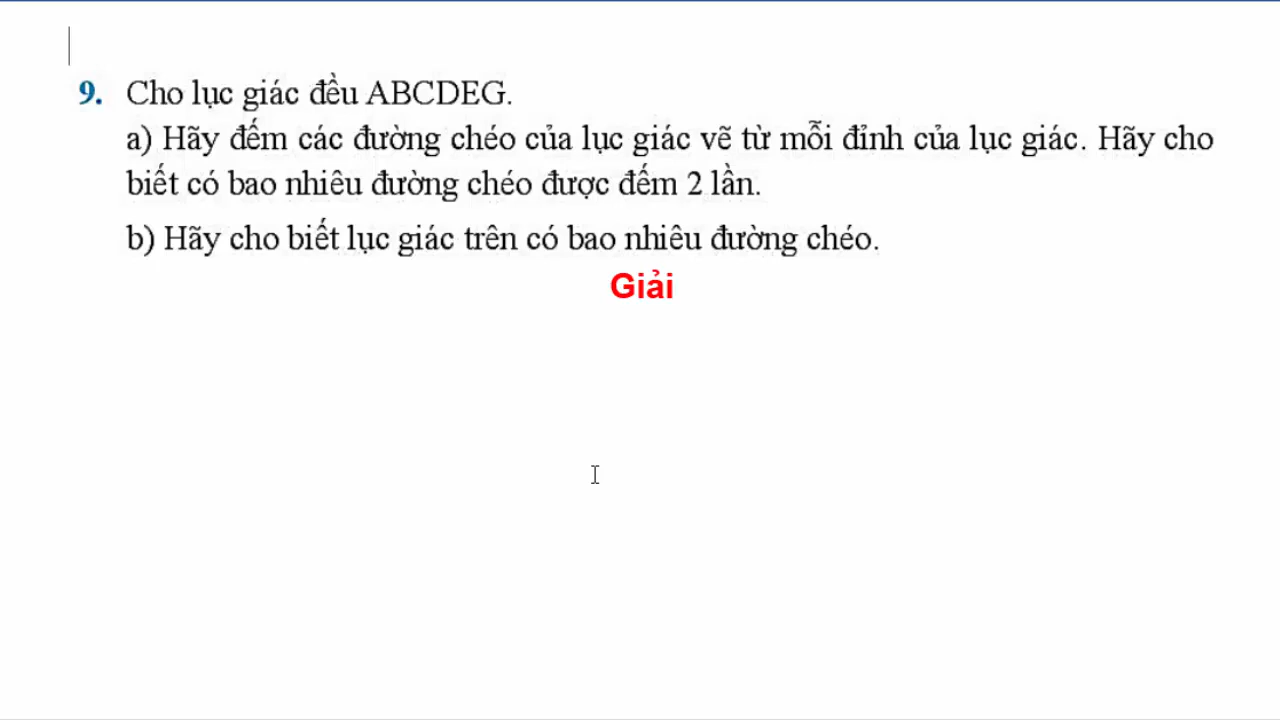 9. Cho lục giác đều ABCDEG.
a) Hãy đếm các đường chéo của lục giác vẽ từ mỗi đỉnh của lục giác. Hãy cho
biết có bao nhiêu đường chéo được đếm 2 lần.
b) Hãy cho biết lục giác trên có bao nhiêu đường chéo.
Giải